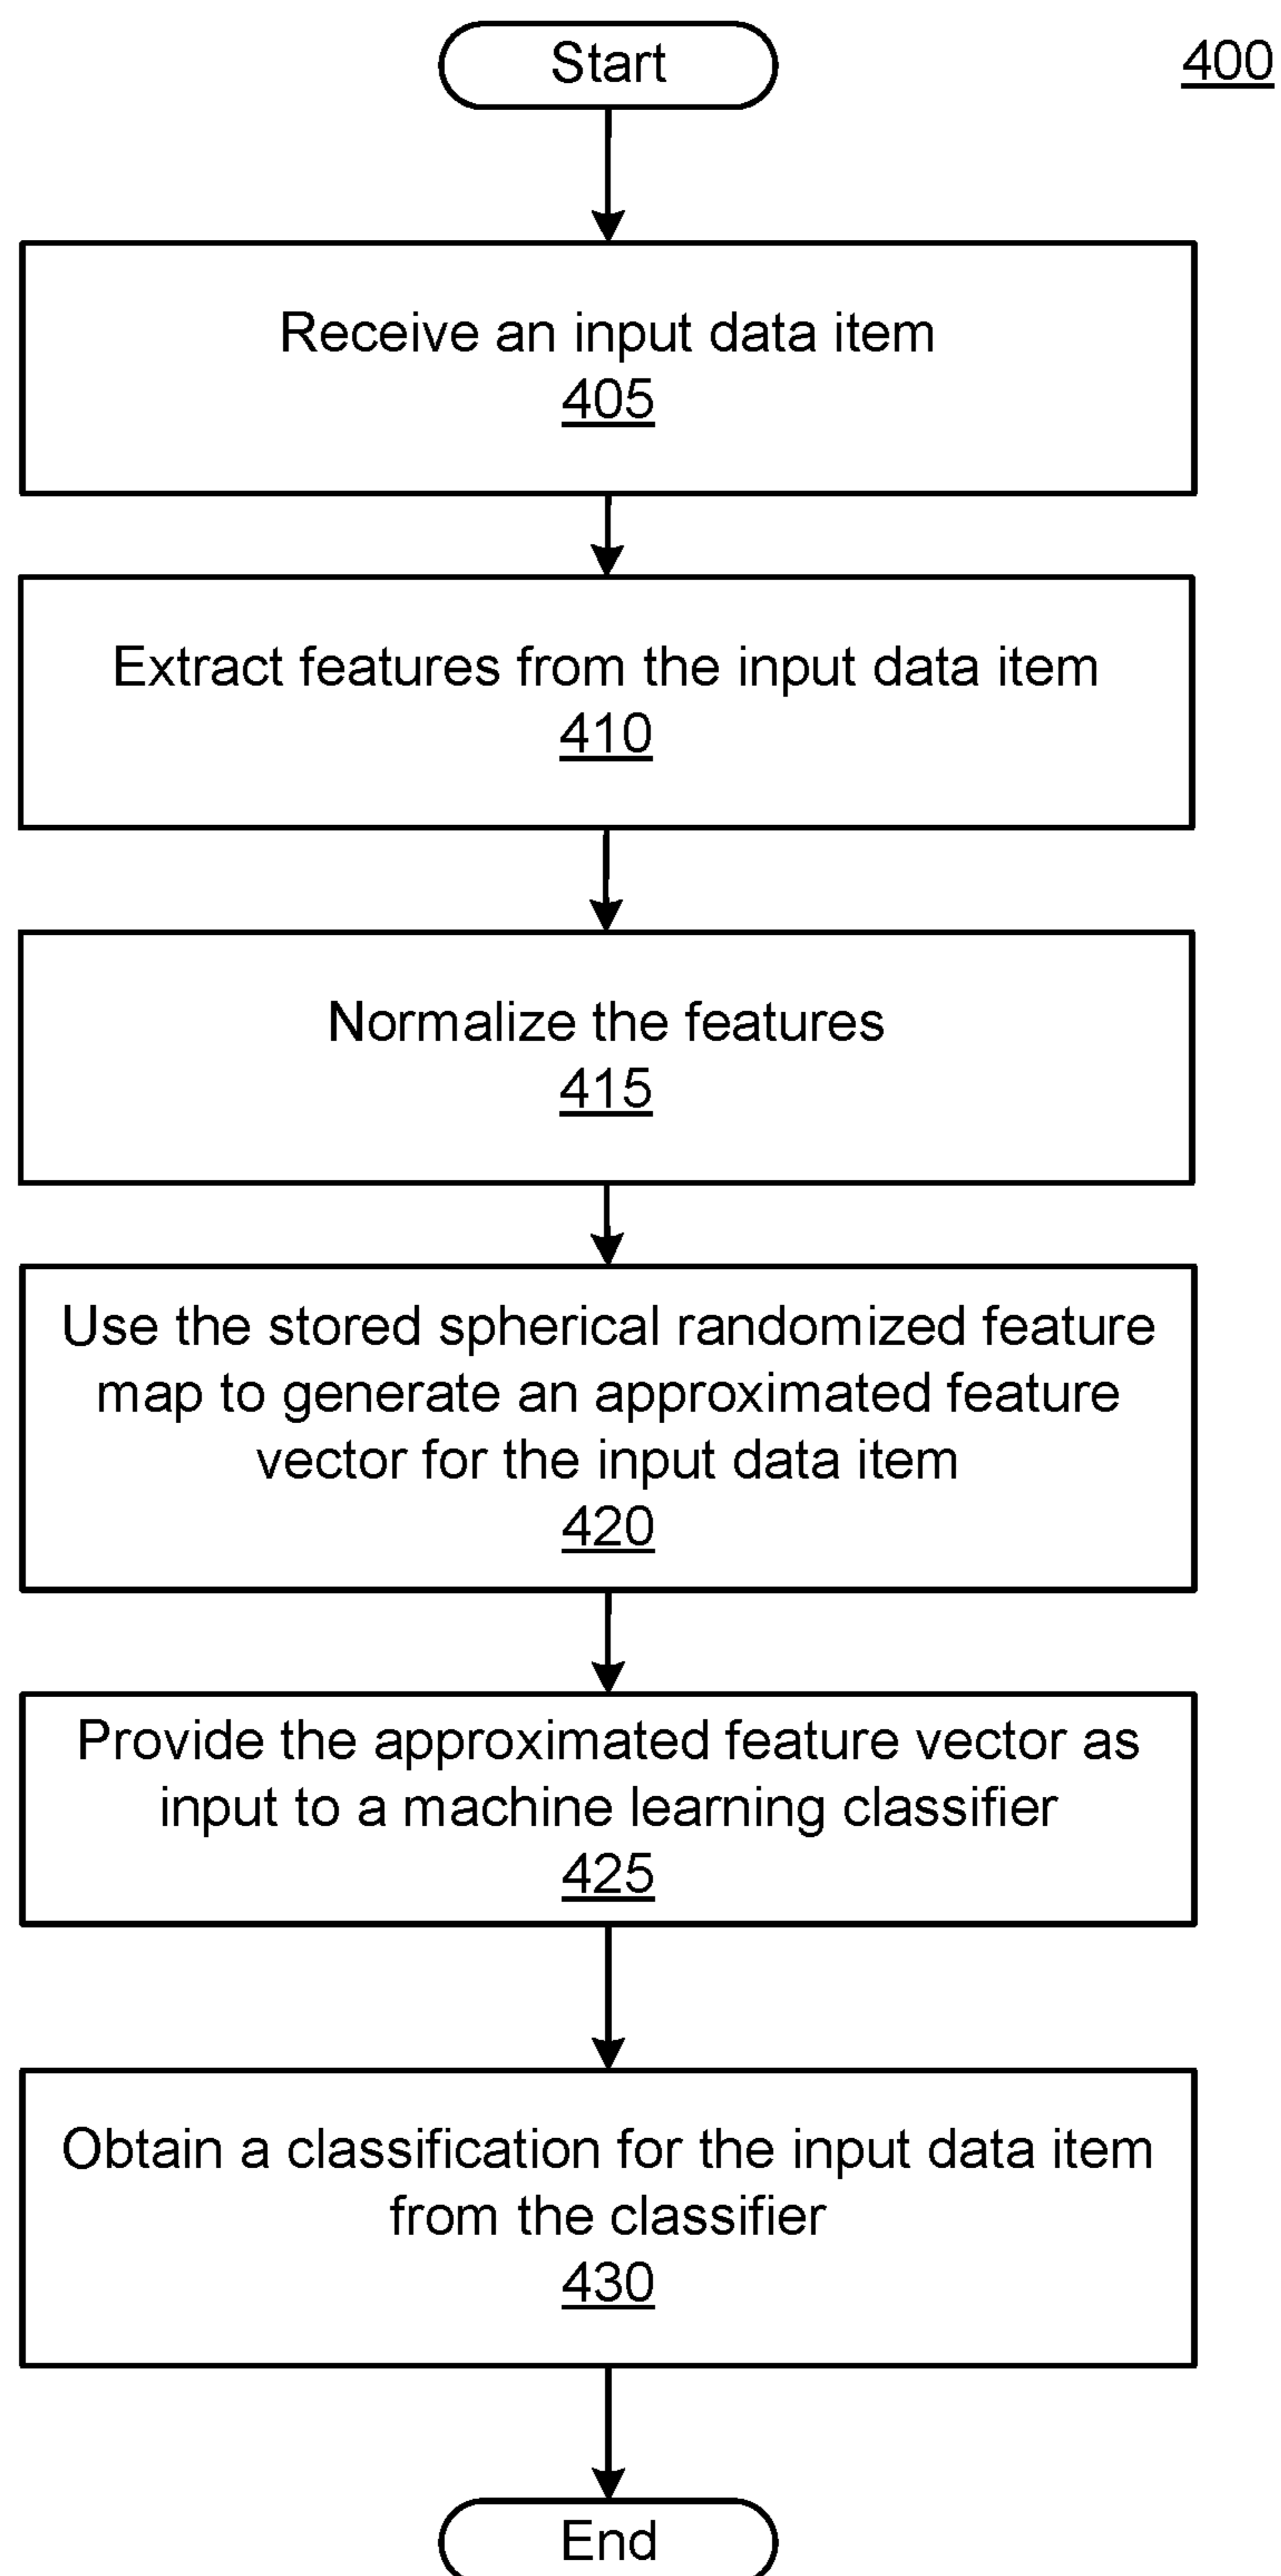 Start
400
Receive an input data item
405
Extract features from the input data item
410
Normalize the features
415
Use the stored spherical randomized feature
map to generate an approximated feature
vector for the input data item
420
Provide the approximated feature vector as
input to a machine learning classifier
425
Obtain a classification for the input data item
from the classifier
430
End